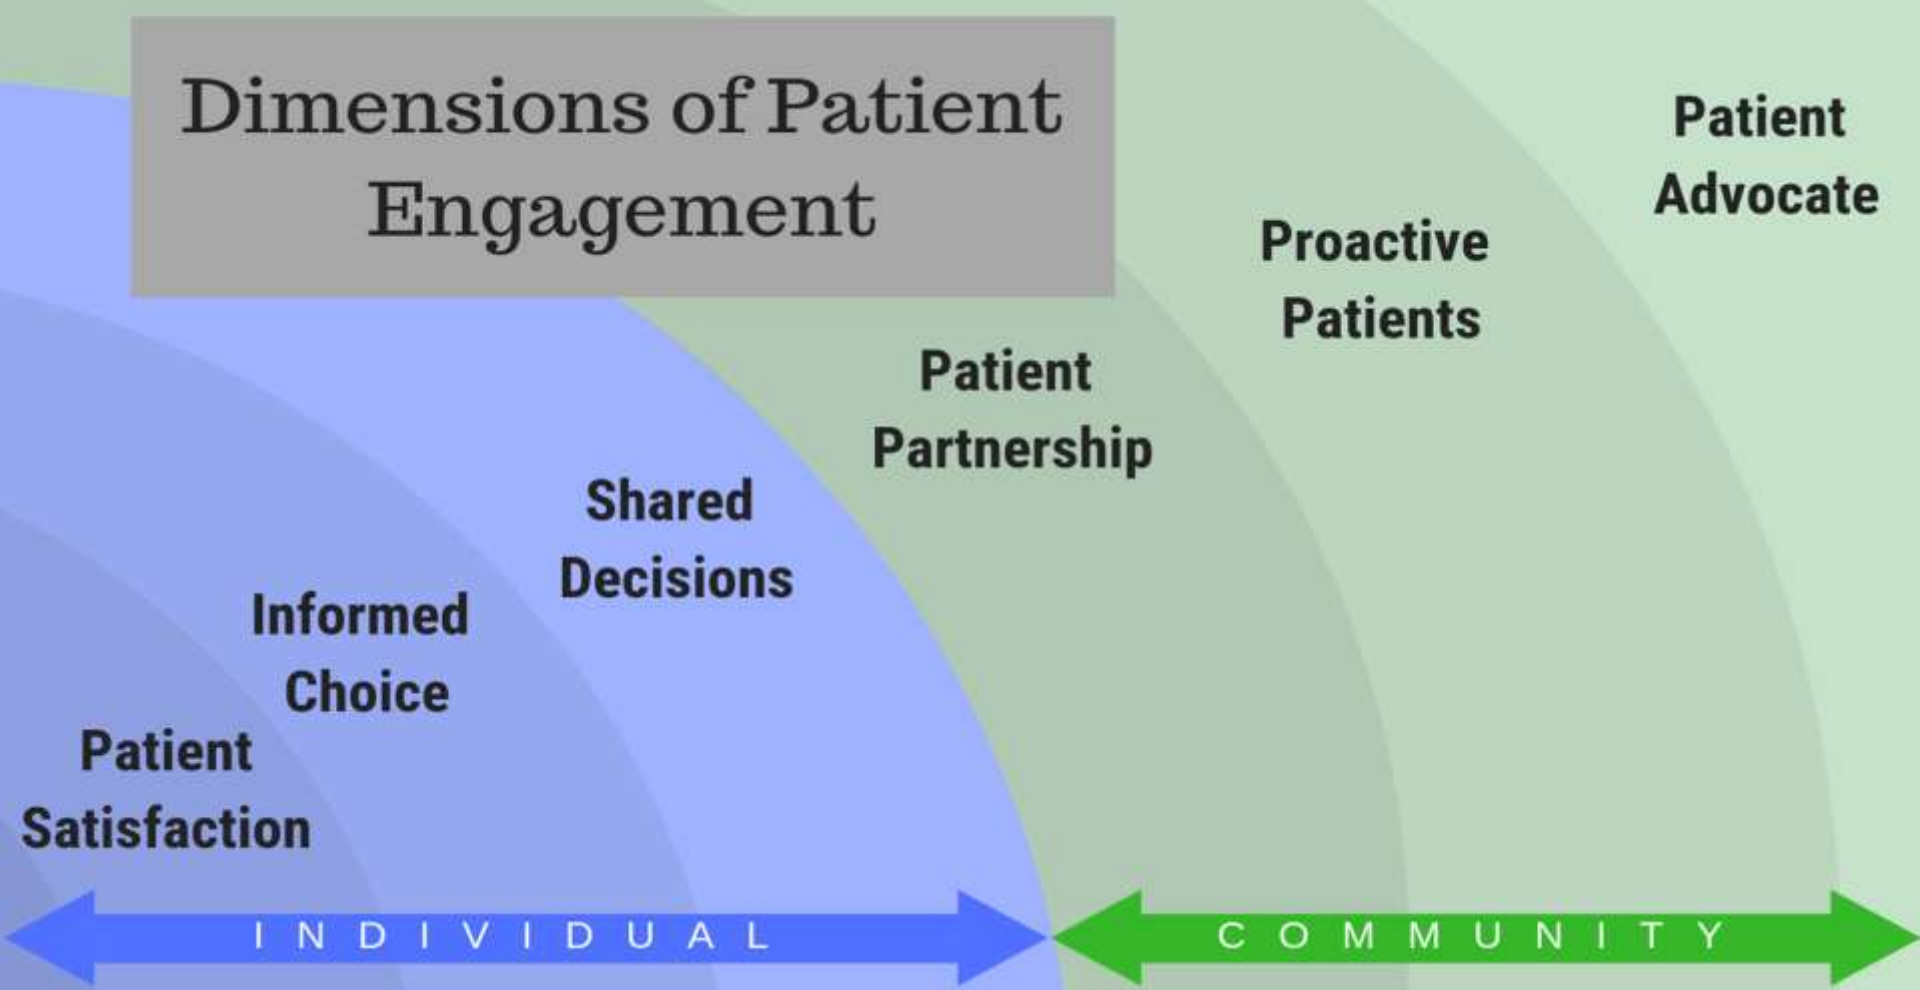 Dimensions of Patient
Engagement
Patient
Advocate
Proactive
Patients
Patient
Partnership
Shared
Decisions
Informed
Choice
Patient
Satisfaction
INDIVIDUAL
COMMUNITY